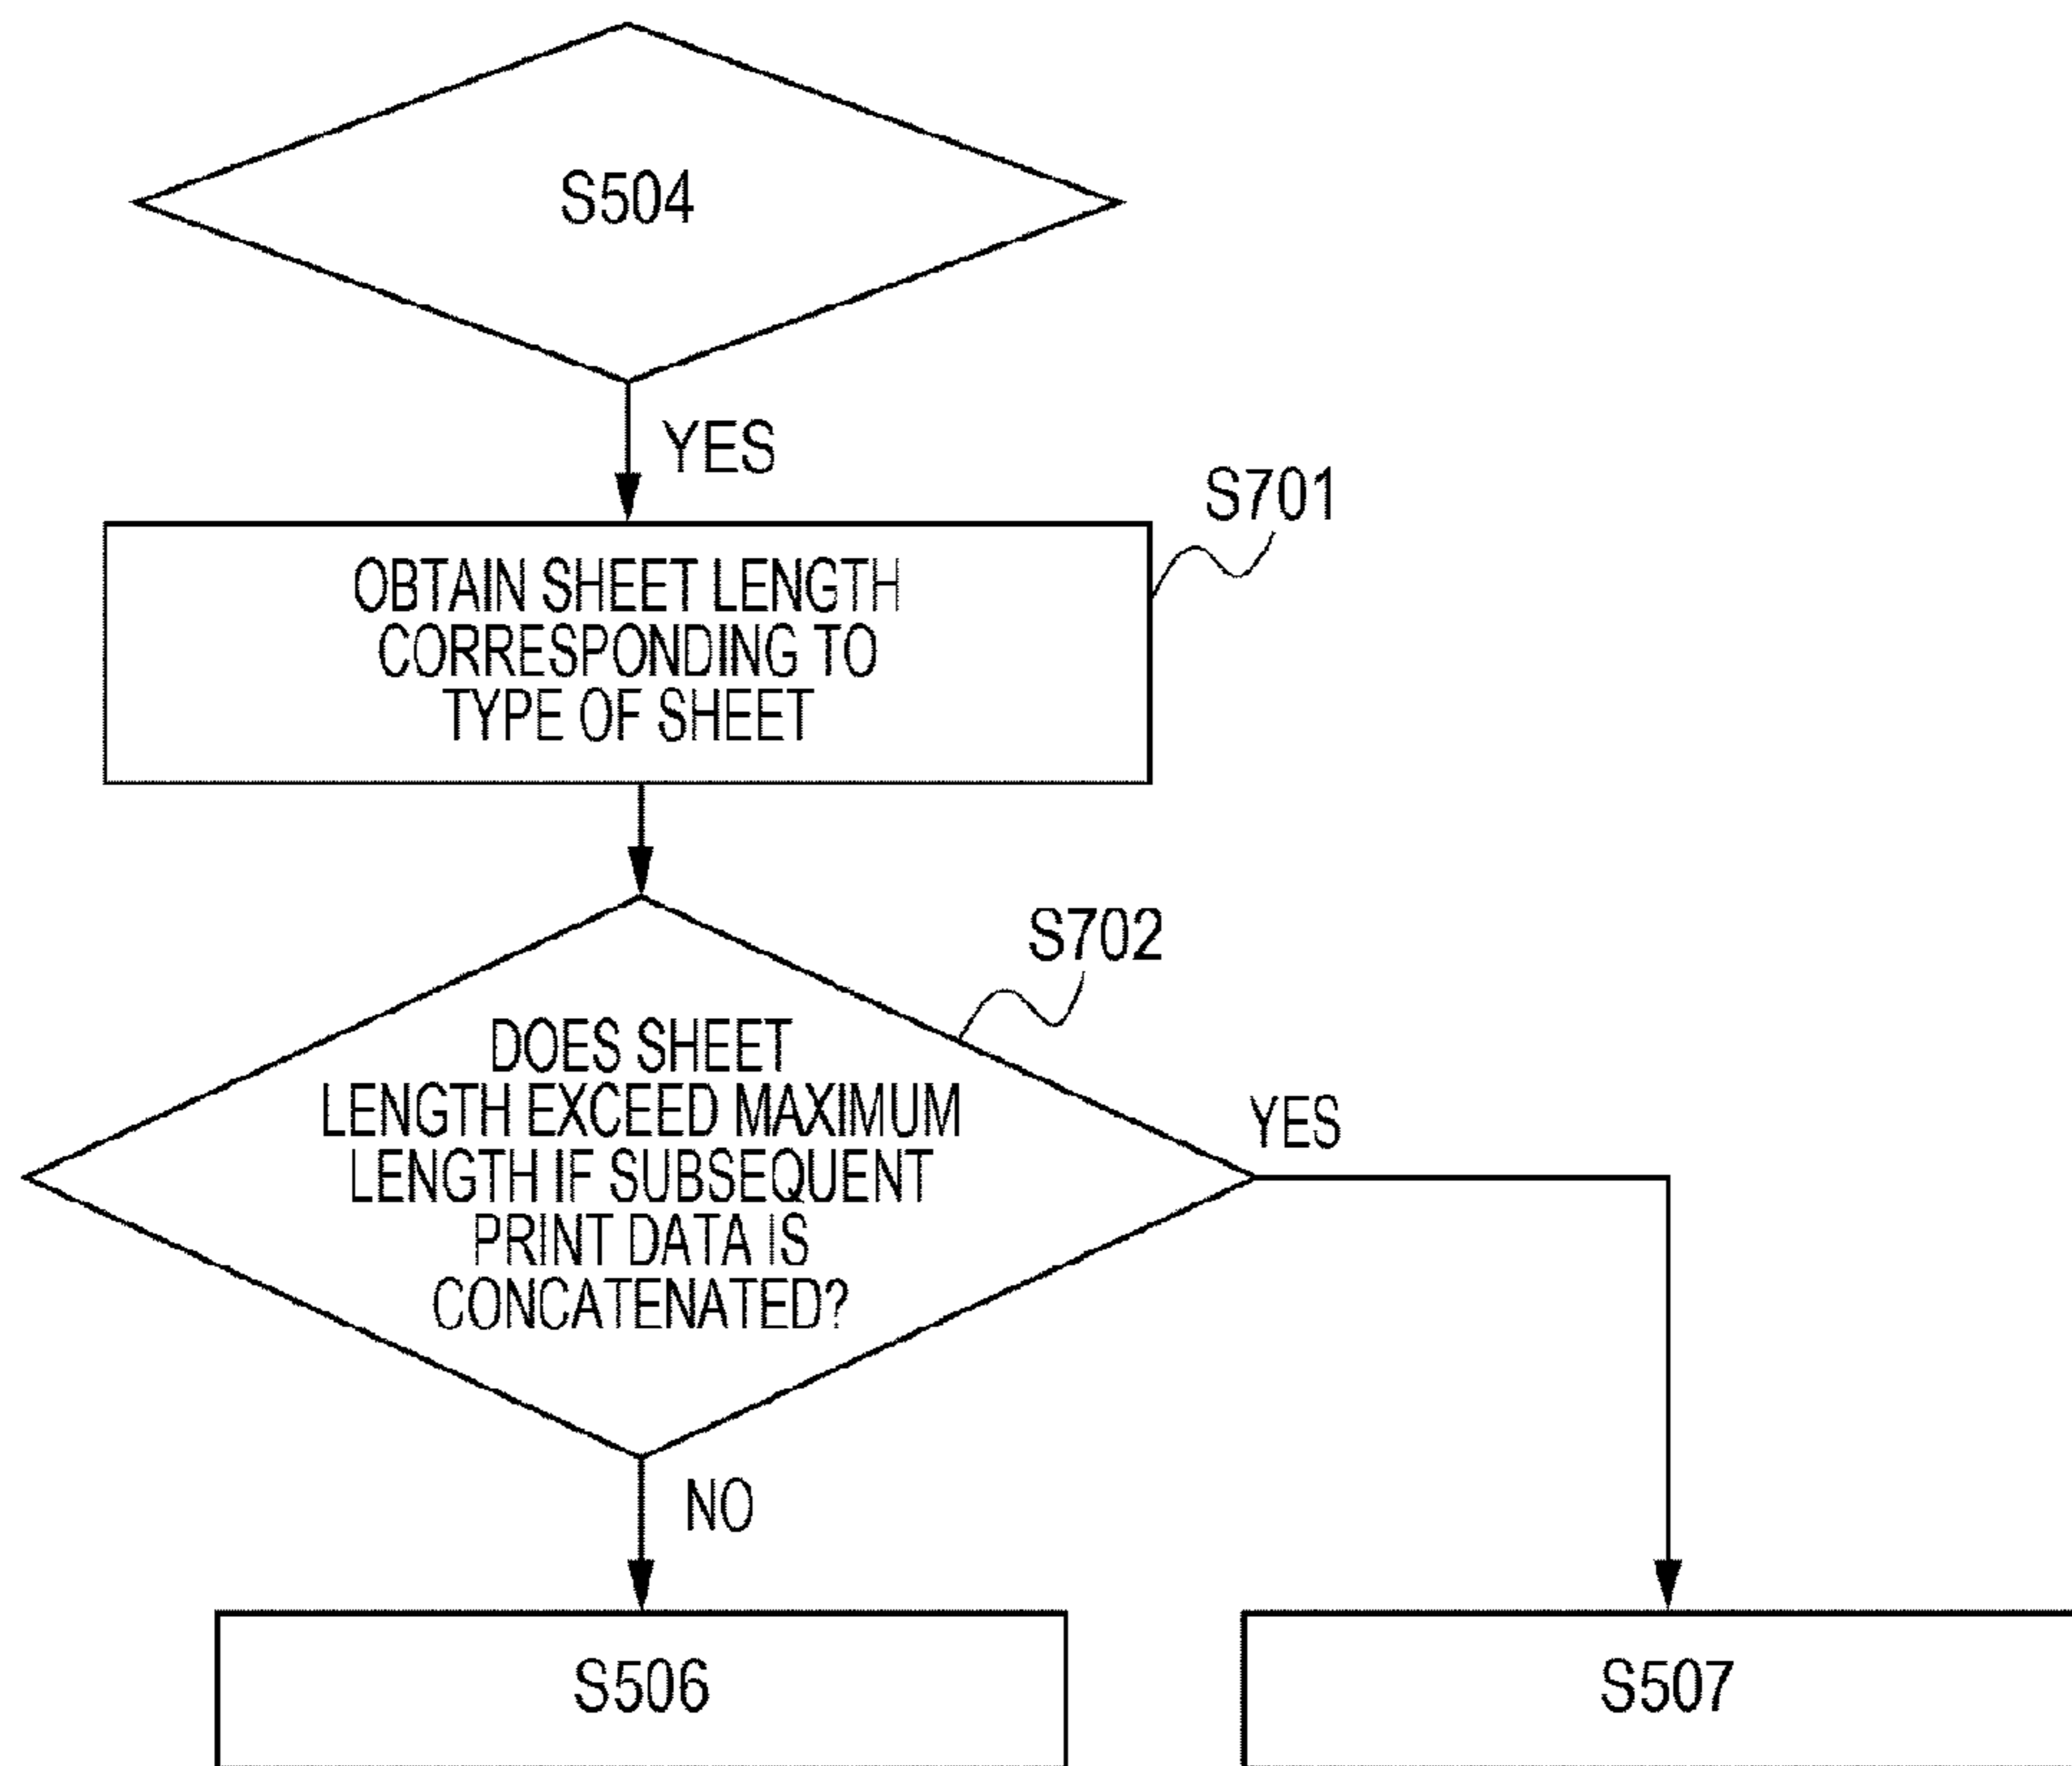 S504
YES
S701
OBTAIN SHEET LENGTH
CORRESPONDING TO
TYPE OF SHEET
S702
DOES SHEET
LENGTH EXCEED MAXIMUM
LENGTH IF SUBSEQUENT
PRINT DATA IS
CONCATENATED?
YES
NO
S506
S507